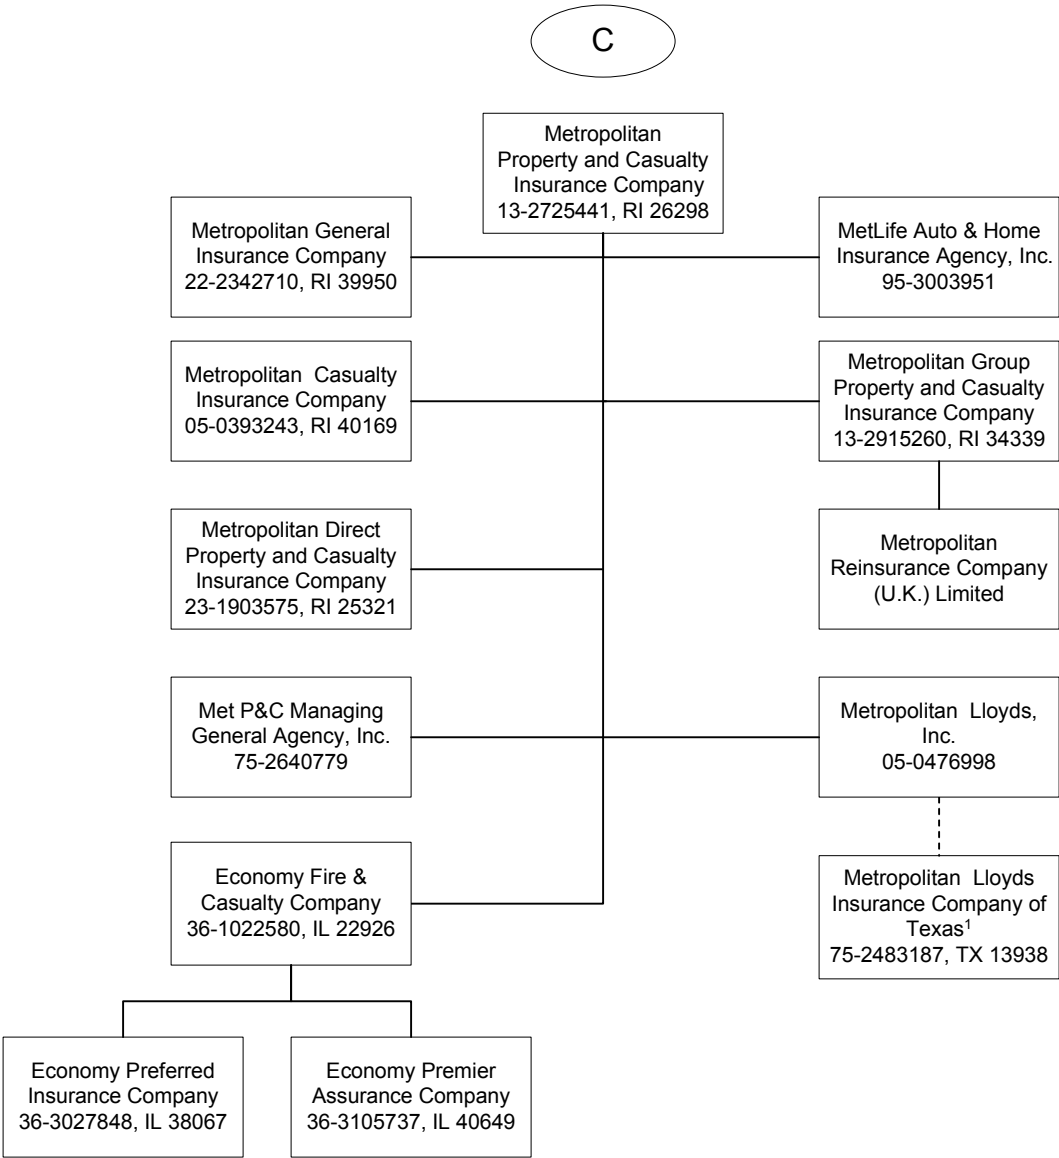 C
Metropolitan
Property and Casualty
Insurance Company
13-2725441, RI 26298
Metropolitan General
Insurance Company
22-2342710, RI 39950
MetLife Auto & Home
Insurance Agency, Inc.
95-3003951
Metropolitan Casualty
Insurance Company
05-0393243, RI 40169
Metropolitan Group
Property and Casualty
Insurance Company
13-2915260, RI 34339
Metropolitan Direct
Property and Casualty
Insurance Company
23-1903575, RI 25321
Metropolitan
Reinsurance Company
(U.K.) Limited
Met P&C Managing
General Agency, Inc.
75-2640779
Metropolitan Lloyds,
Inc.
05-0476998
Economy Fire &
Casualty Company
36-1022580, IL 22926
Metropolitan Lloyds
Insurance Company of
Texas¹
75-2483187, TX 13938
Economy Preferred
Insurance Company
36-3027848, IL 38067
Economy Premier
Assurance Company
36-3105737, IL 40649